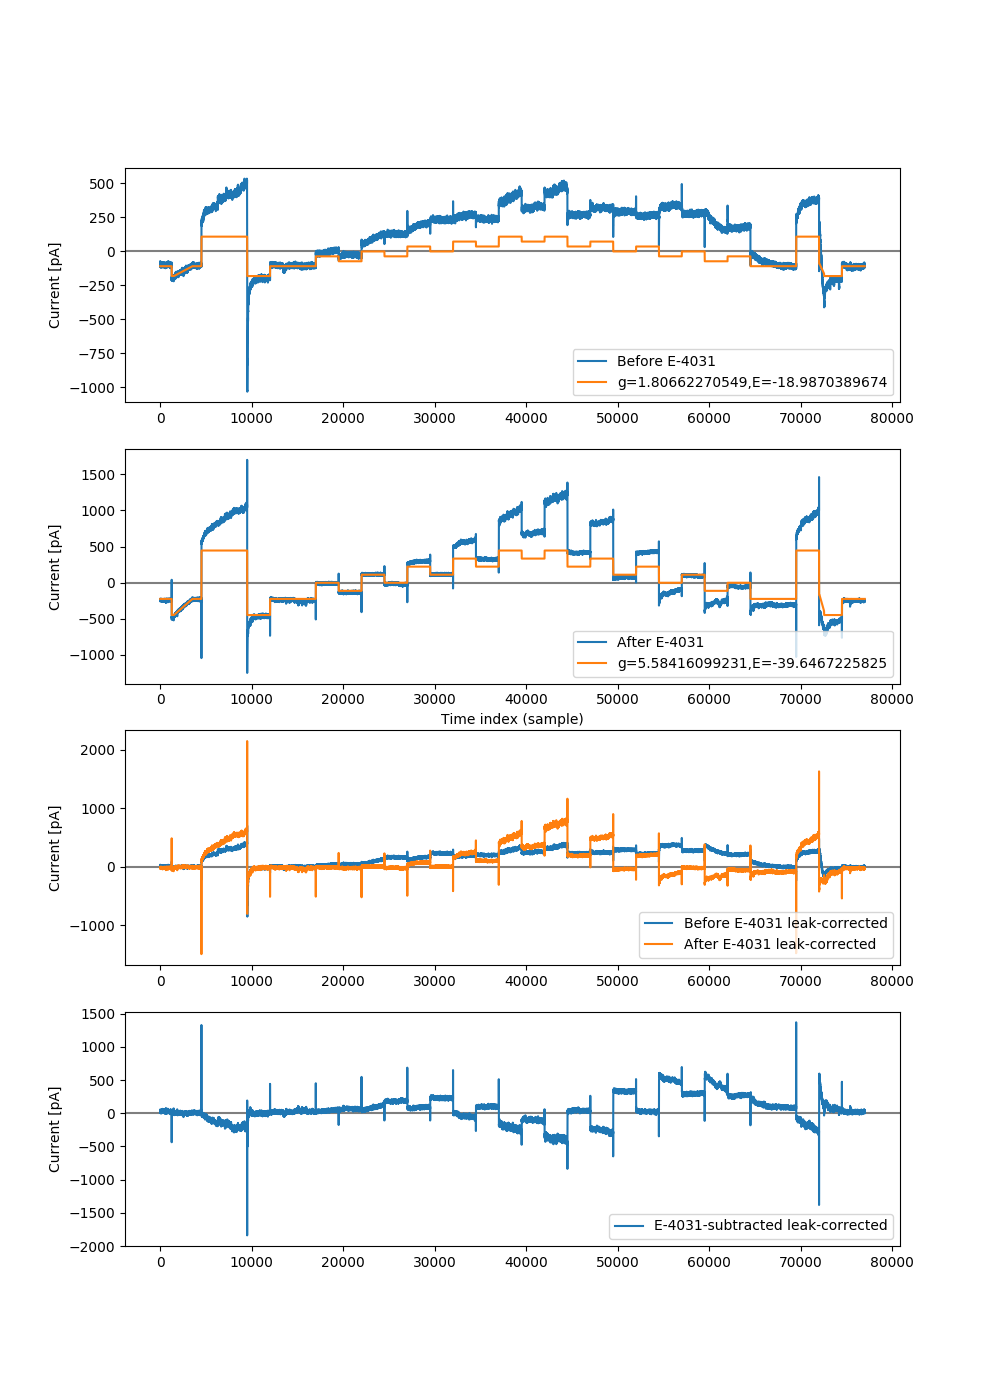 500
250
0
−250
−500
−750
−1000
Current [pA]
Before E-4031
g=1.80662270549,E=-18.9870389674
0 10000 20000 30000 40000 50000 60000 70000 80000
1500
1000
500
0
−500
−1000
Current [pA]
After E-4031
g=5.58416099231,E=-39.6467225825
0 10000 20000 30000 40000 50000 60000 70000 80000
Time index (sample)
2000
1000
0
−1000
Current [pA]
Before E-4031 leak-corrected
After E-4031 leak-corrected
0 10000 20000 30000 40000 50000 60000 70000 80000
1500
1000
500
0
−500
−1000
−1500
−2000
Current [pA]
E-4031-subtracted leak-corrected
0 10000 20000 30000 40000 50000 60000 70000 80000